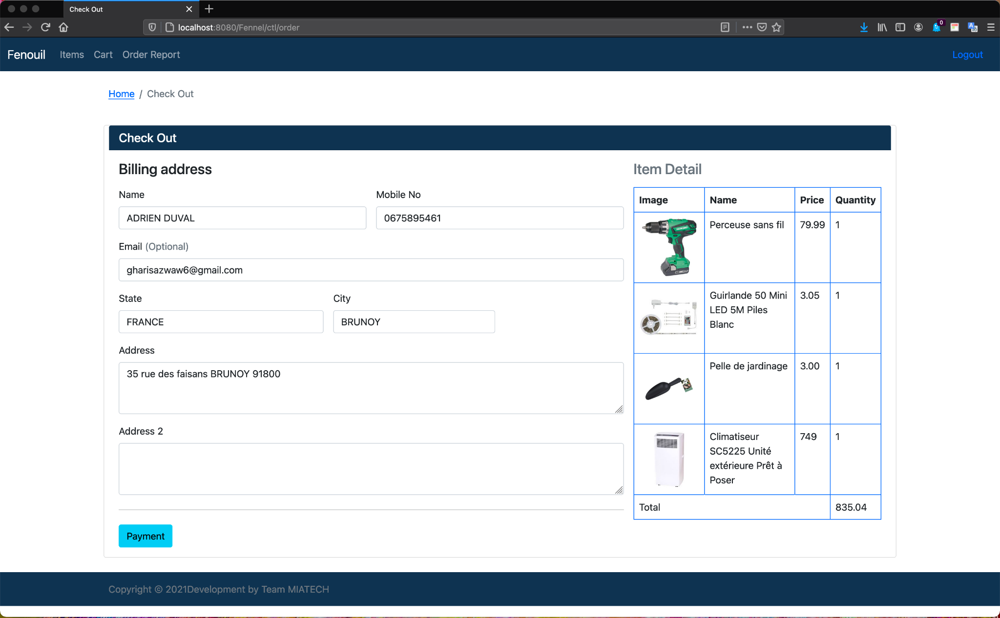 Check Out
localhost:8080/Fennel/ctl/order
0
Fenouil Items Cart Order Report Logout
Home / Check Out
Check Out
Billing address
Name Mobile No
ADRIEN DUVAL 0675895461
Email (Optional)
gharisazwaw6@gmail.com
State City
FRANCE BRUNOY
Address
35 rue des faisans BRUNOY 91800
Address 2
Payment
Item Detail
Image Name Price Quantity
HIKOKI
Perceuse sans fil 79.99 1
Guirlande 50 Mini 3.05 1
LED 5M Piles
Blanc
Pelle de jardinage 3.00 1
Climatiseur 749 1
SC5225 Unité
extérieure Prêt à
Poser
Total 835.04
Copyright © 2021Development by Team MIATECH